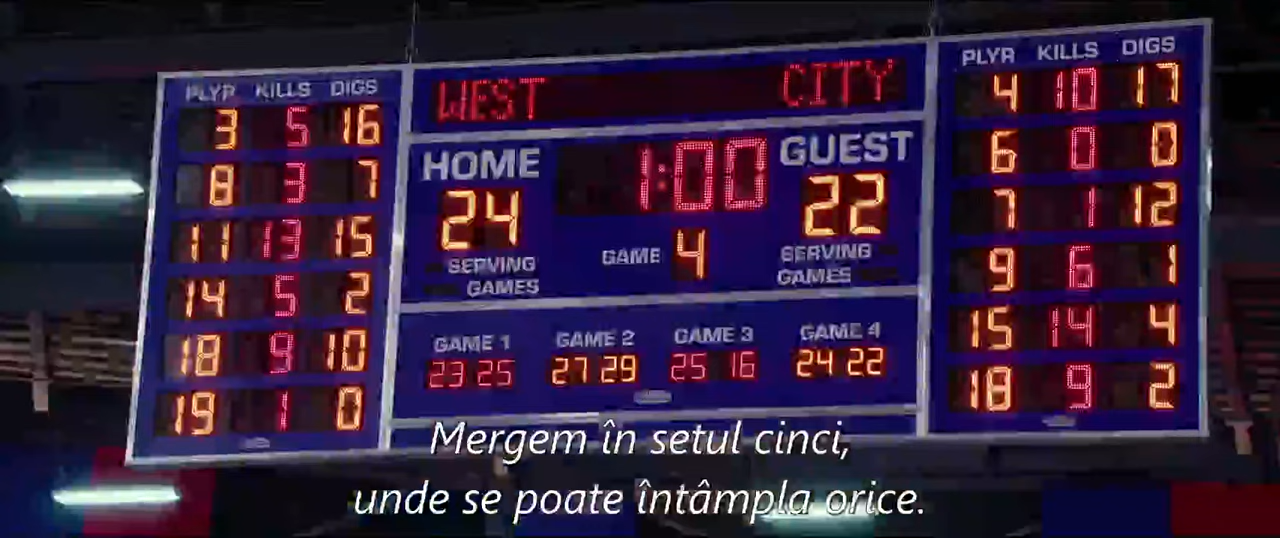 PLYR KILLS DIGS
3 5 16
8 3 7
11 13 15
14 5 2
18 9 10
19 1 0
WEST CITY
HOME 1:00 GUEST
24 22
GAME 4
SERVING SERVING
GAMES GAMES
GAME 1 GAME 2 GAME 3 GAME 4
23 25 27 29 25 16 24 22
PLYR KILLS DIGS
4 10 17
6 0 0
7 1 12
9 6 1
15 14 4
18 9 2
Mergem în setul cinci,
unde se poate întâmpla orice.